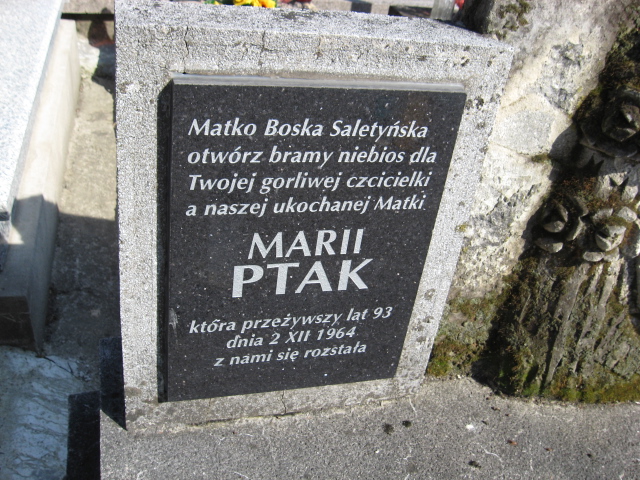 Matko Boska Saletyńska
otwórz bramy niebios dla
Twojej gorliwej czcicielki
a naszej ukochanej Matki
MARII
PTAK
która przeżywszy lat 93
dnia 2 XII 1964
z nami się rozstała